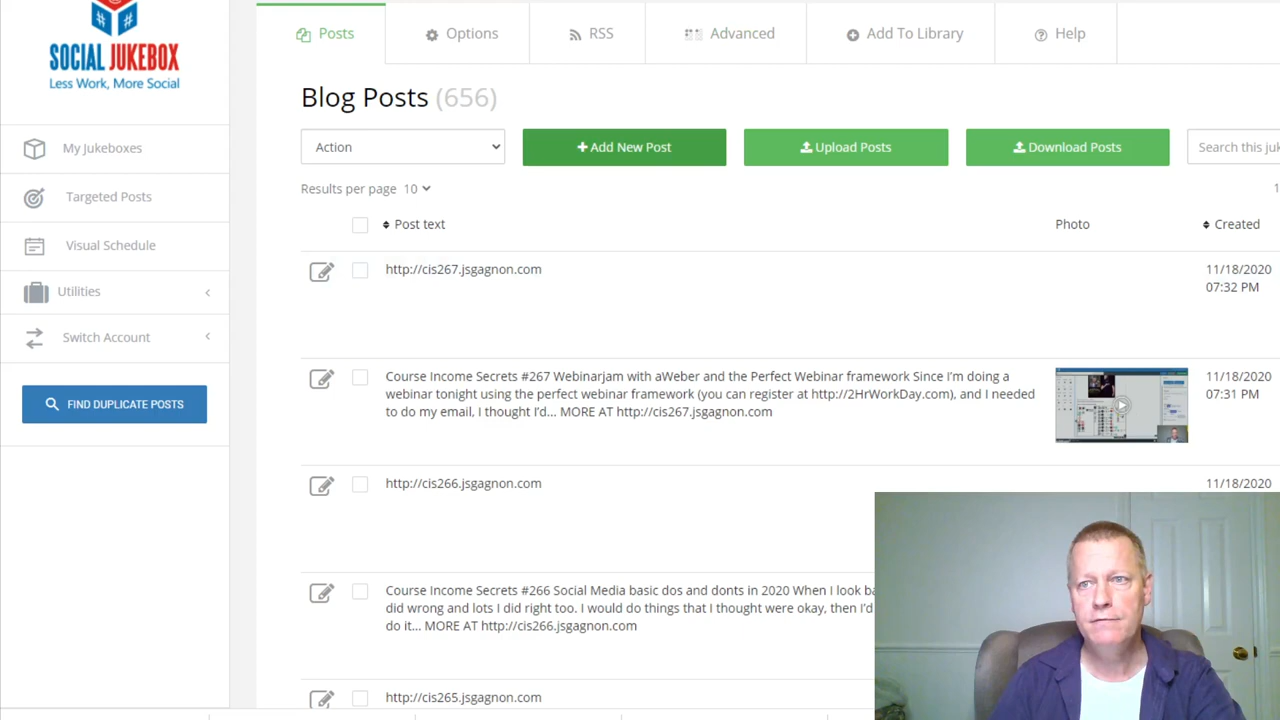 # #
SOCIAL JUKEBOX
Less Work, More Social
My Jukeboxes
Targeted Posts
Visual Schedule
Utilities
Switch Account
FIND DUPLICATE POSTS
Posts
Options
RSS
Advanced
Add To Library
Help
Blog Posts (656)
Action
Add New Post
Upload Posts
Download Posts
Search this juk
Results per page 10
1
Post text
Photo
Created
http://cis267.jsgagnon.com
11/18/2020
07:32 PM
Course Income Secrets #267 Webinarjam with aWeber and the Perfect Webinar framework Since I'm doing a
webinar tonight using the perfect webinar framework (you can register at http://2HrWorkDay.com), and I needed
to do my email, I thought I'd... MORE AT http://cis267.jsgagnon.com
11/18/2020
07:31 PM
http://cis266.jsgagnon.com
11/18/2020
Course Income Secrets #266 Social Media basic dos and donts in 2020 When I look ba
did wrong and lots I did right too. I would do things that I thought were okay, then I'd
do it... MORE AT http://cis266.jsgagnon.com
http://cis265.jsgagnon.com